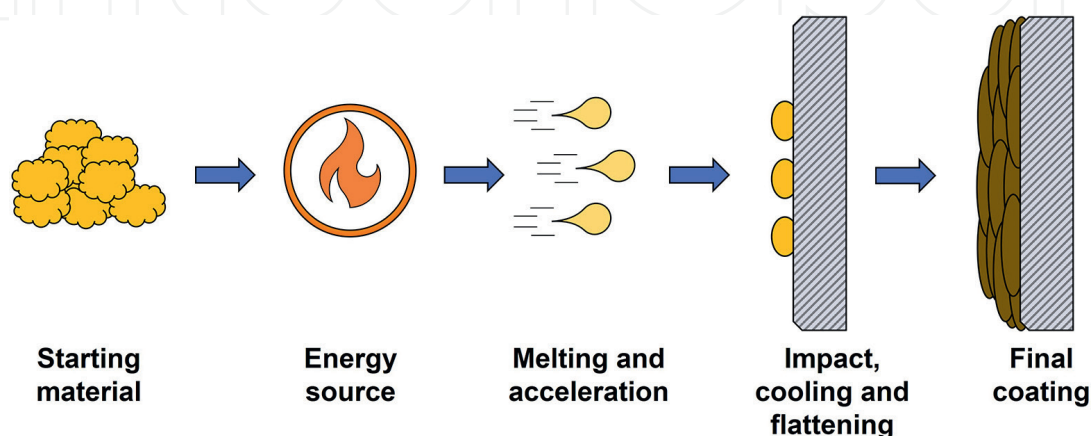 Starting
material
Energy
source
Melting and
acceleration
Impact,
cooling and
flattening
Final
coating